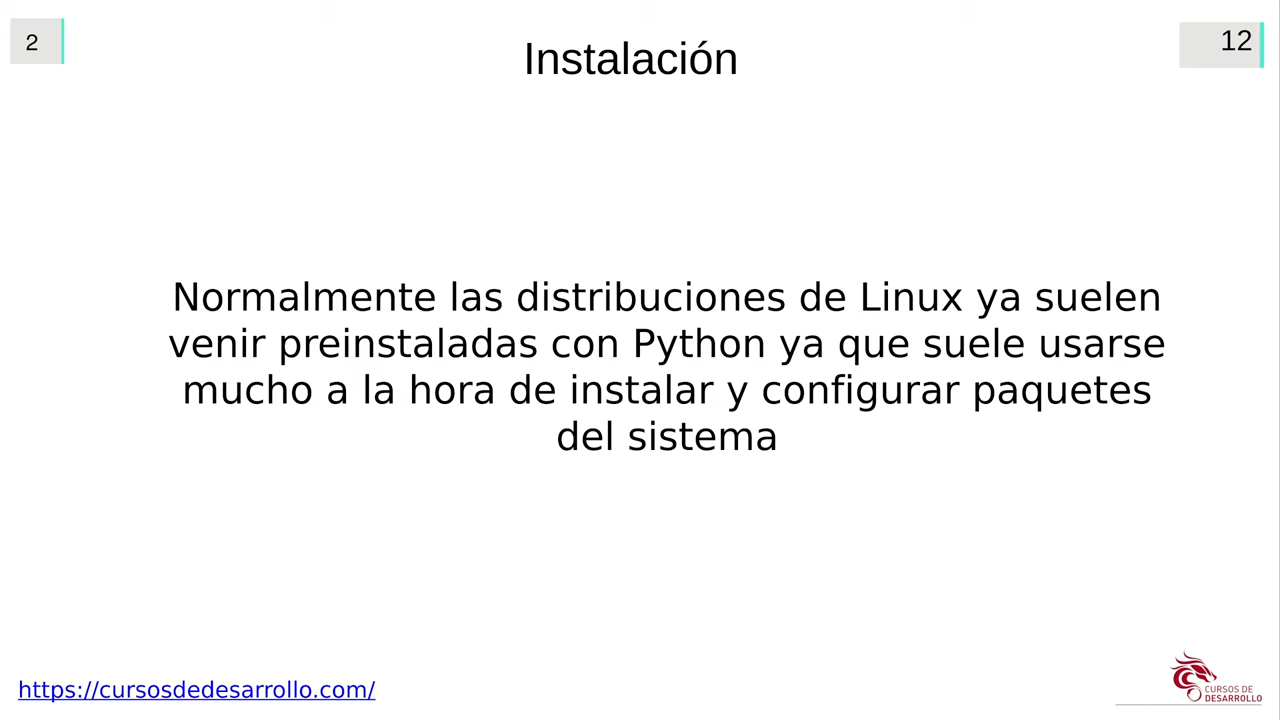 2
12
Instalación
Normalmente las distribuciones de Linux ya suelen
venir preinstaladas con Python ya que suele usarse
mucho a la hora de instalar y configurar paquetes
del sistema
https://cursosdedesarrollo.com/
CURSOS DE
DESARROLLO